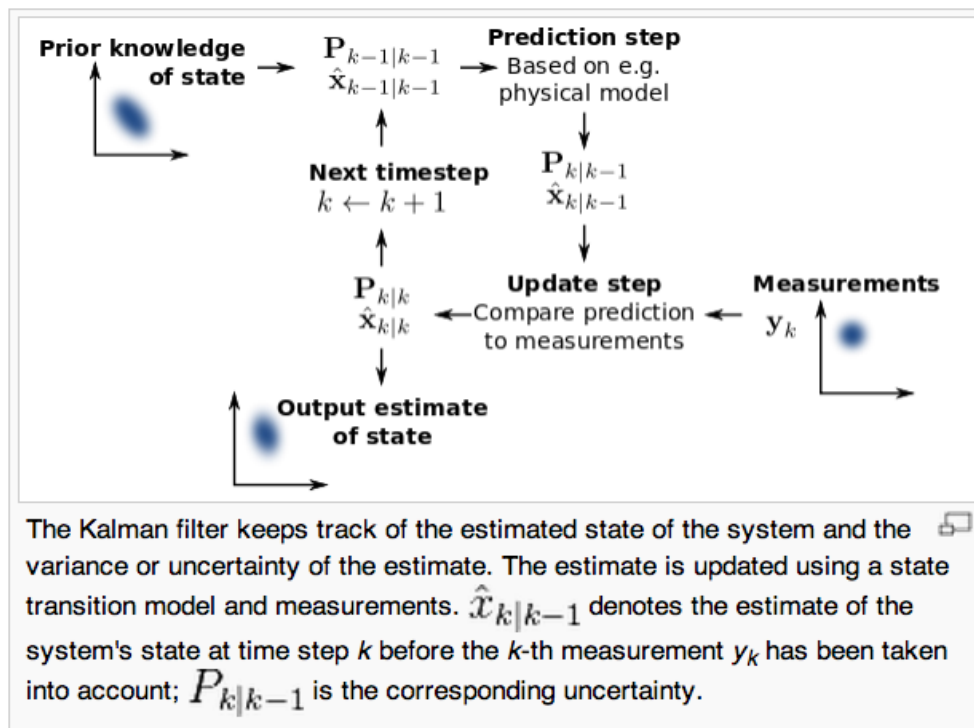 Prior knowledge
of state
P_{k−1|k−1}
x̂_{k−1|k−1}
Prediction step
Based on e.g.
physical model
Next timestep
k ← k + 1
P_{k|k−1}
x̂_{k|k−1}
P_{k|k}
x̂_{k|k}
Update step
Compare prediction
to measurements
Measurements
y_k
Output estimate
of state
The Kalman filter keeps track of the estimated state of the system and the
variance or uncertainty of the estimate. The estimate is updated using a state
transition model and measurements. x̂_{k|k−1} denotes the estimate of the
system's state at time step k before the k-th measurement y_k has been taken
into account; P_{k|k−1} is the corresponding uncertainty.